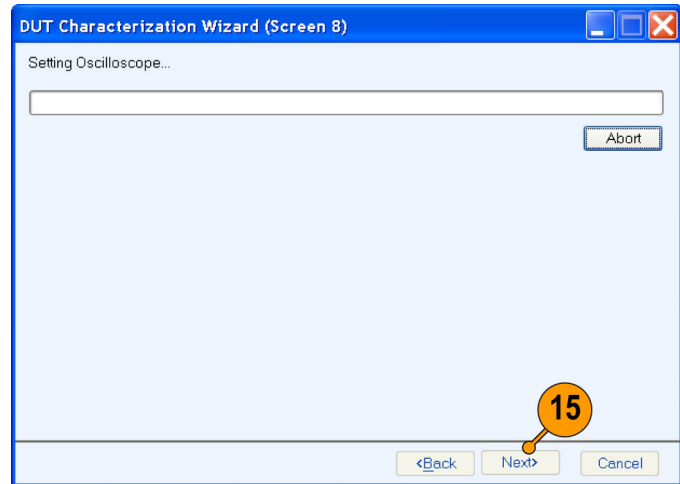 DUT Characterization Wizard (Screen 8)
Setting Oscilloscope...
Abort
15
<Back Next> Cancel